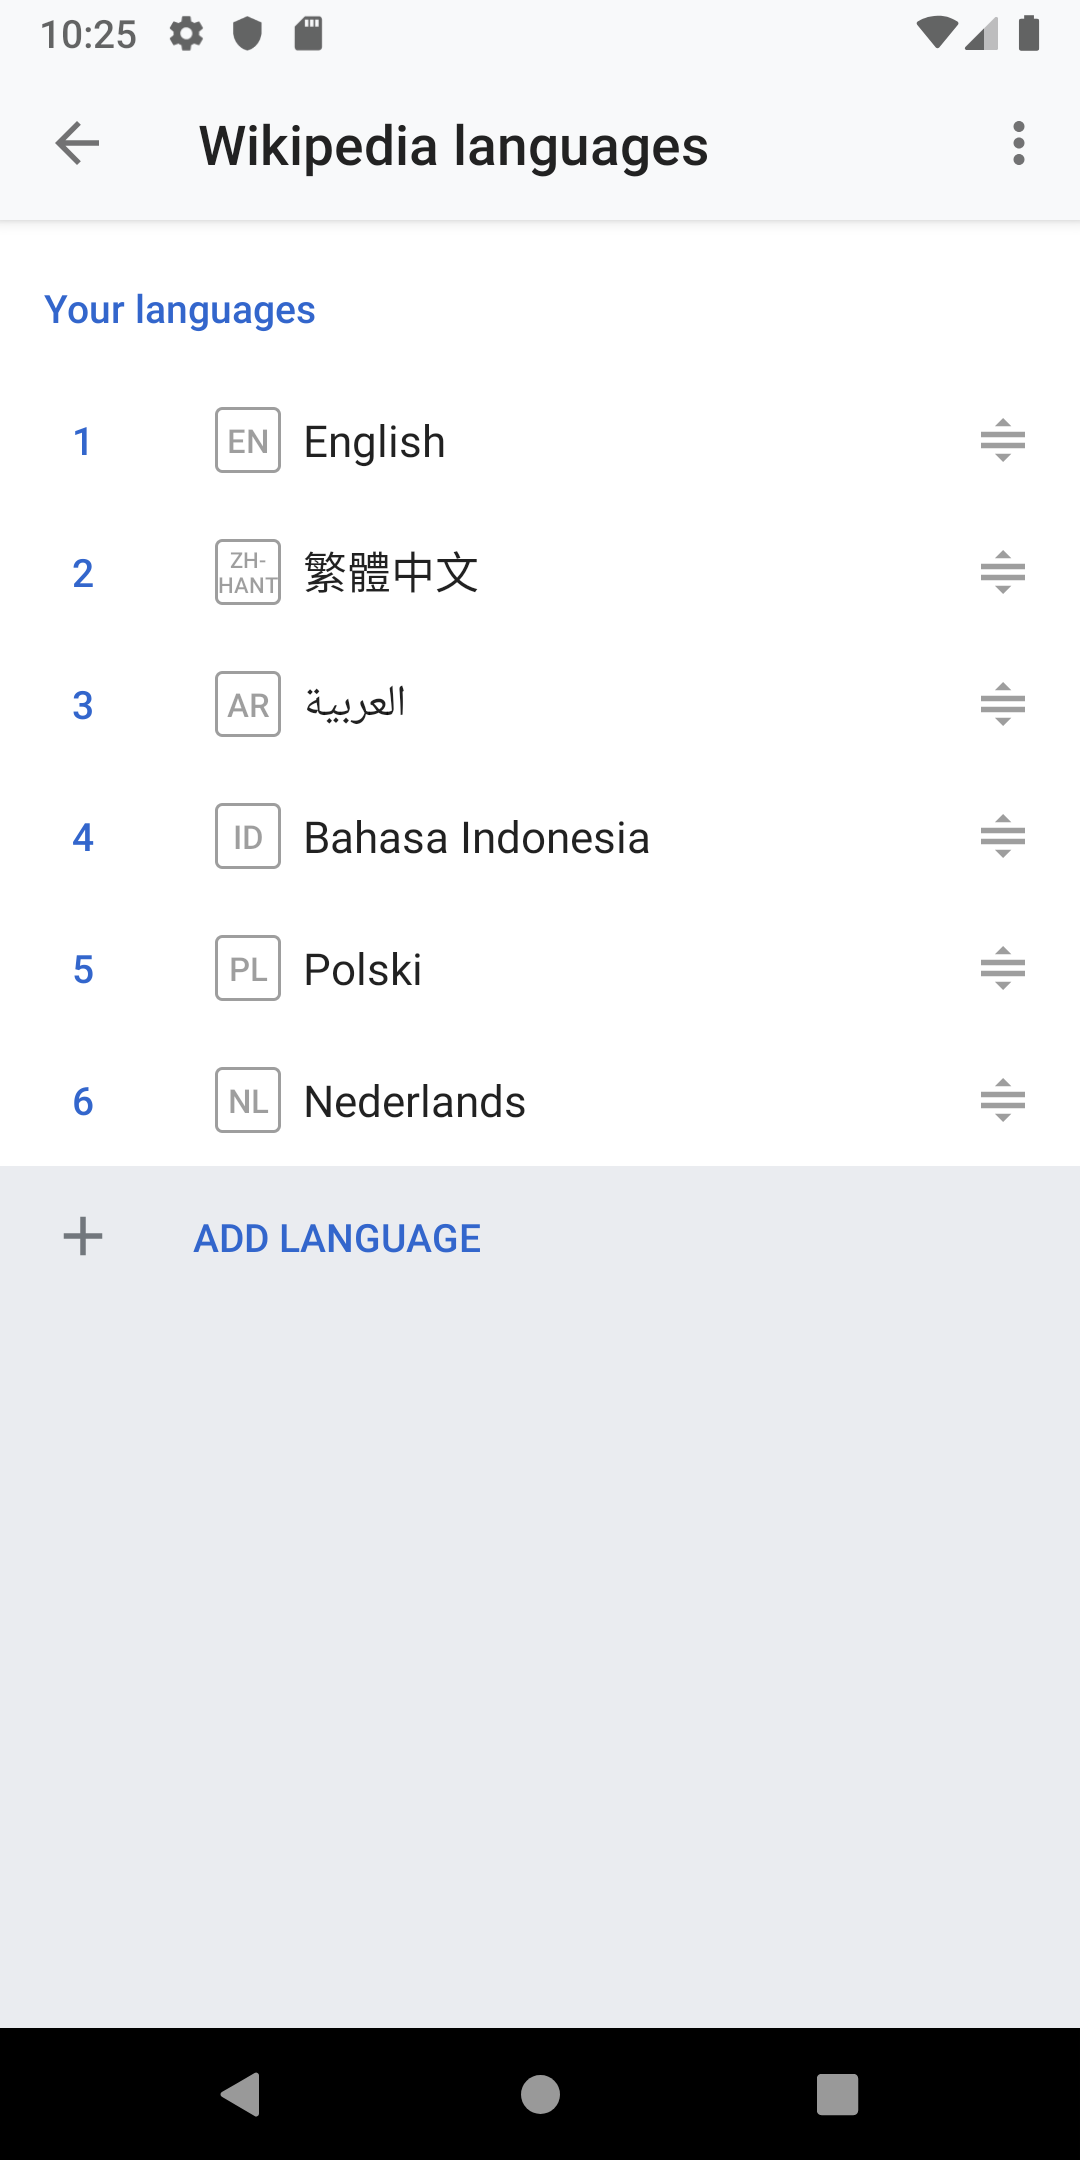 10:25
Wikipedia languages
Your languages
1 EN English
2 ZH-HANT 繁體中文
3 AR العربية
4 ID Bahasa Indonesia
5 PL Polski
6 NL Nederlands
ADD LANGUAGE